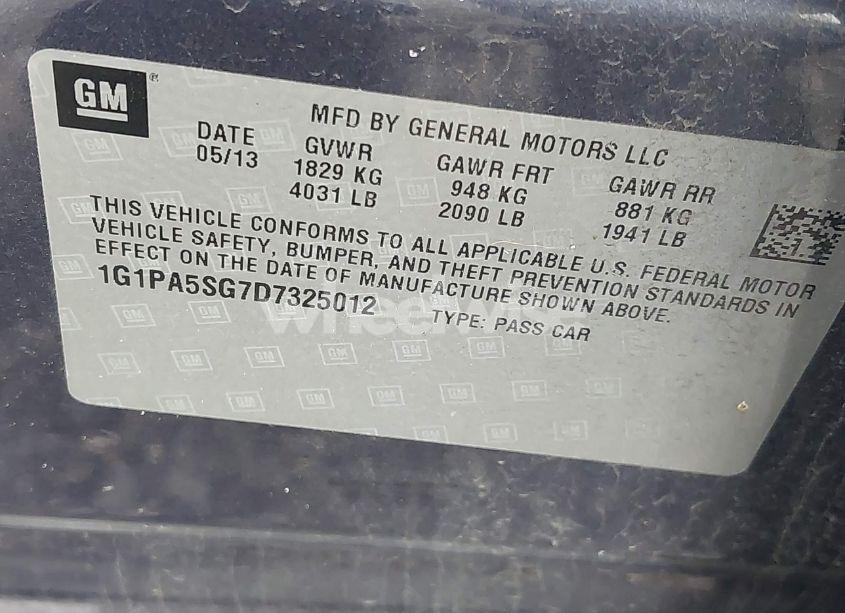 GM®
MFD BY GENERAL MOTORS LLC
DATE GVWR GAWR FRT GAWR RR
05/13 1829 KG 948 KG 881 KG
4031 LB 2090 LB 1941 LB
THIS VEHICLE CONFORMS TO ALL APPLICABLE U.S. FEDERAL MOTOR
VEHICLE SAFETY, BUMPER, AND THEFT PREVENTION STANDARDS IN
EFFECT ON THE DATE OF MANUFACTURE SHOWN ABOVE.
1G1PA5SG7D7325012 TYPE: PASS CAR